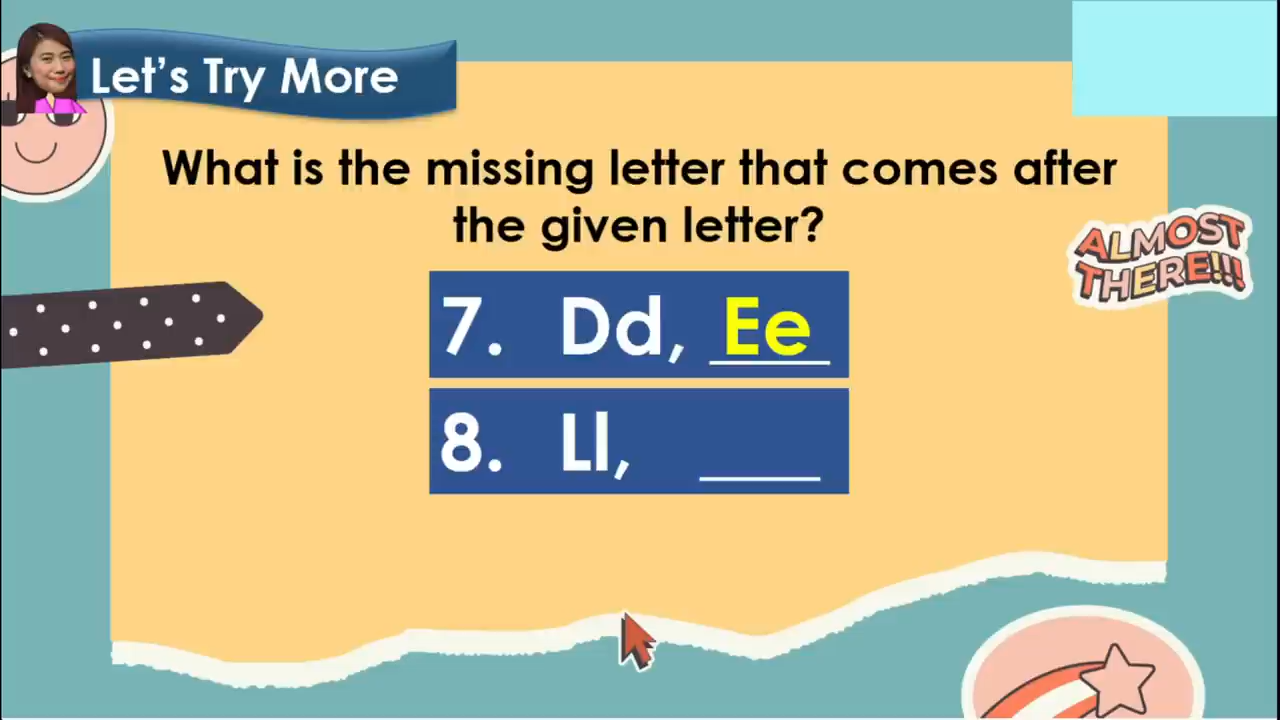 Let's Try More
What is the missing letter that comes after
the given letter?
ALMOST
THERE!!!
7. Dd, Ee
8. Ll, ____